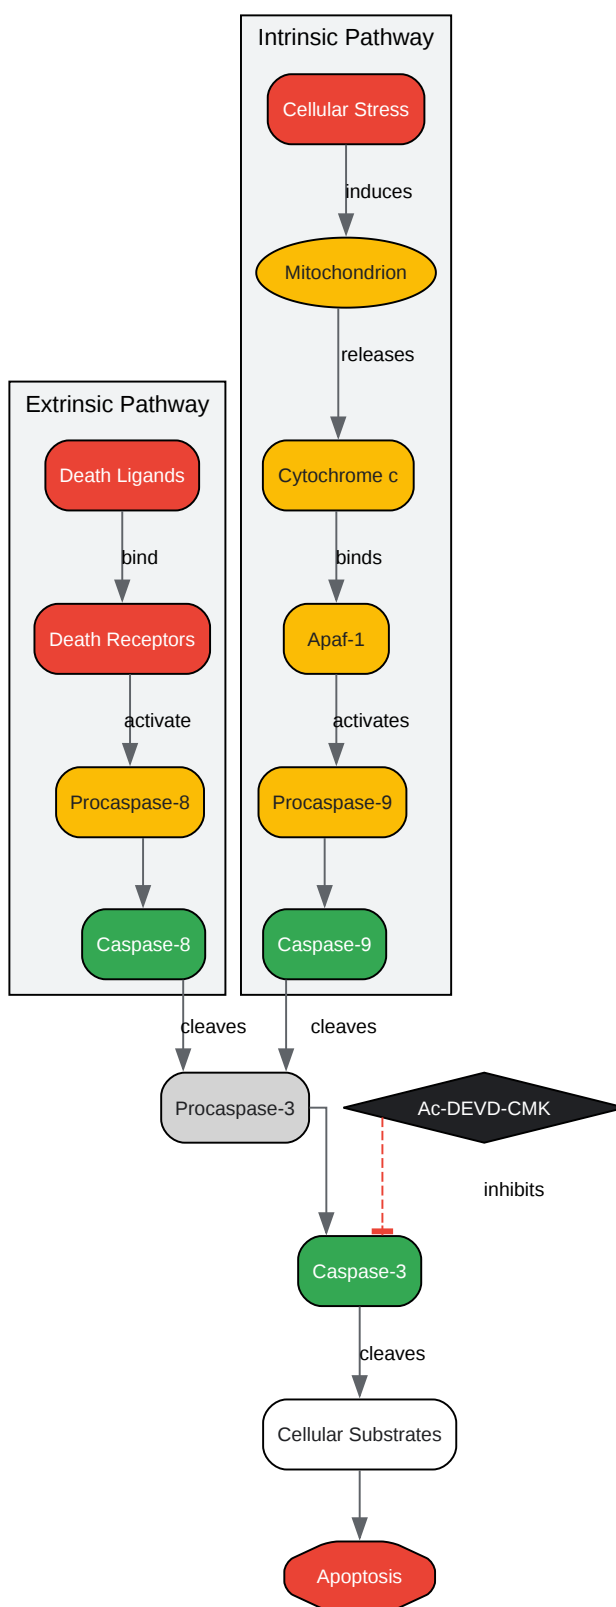 Intrinsic Pathway
Cellular Stress
induces
Mitochondrion
releases
Extrinsic Pathway
Death Ligands
Cytochrome c
bind
binds
Death Receptors
Apaf-1
activate
activates
Procaspase-8
Procaspase-9
Caspase-8
Caspase-9
cleaves
cleaves
Procaspase-3
Ac-DEVD-CMK
inhibits
Caspase-3
cleaves
Cellular Substrates
Apoptosis